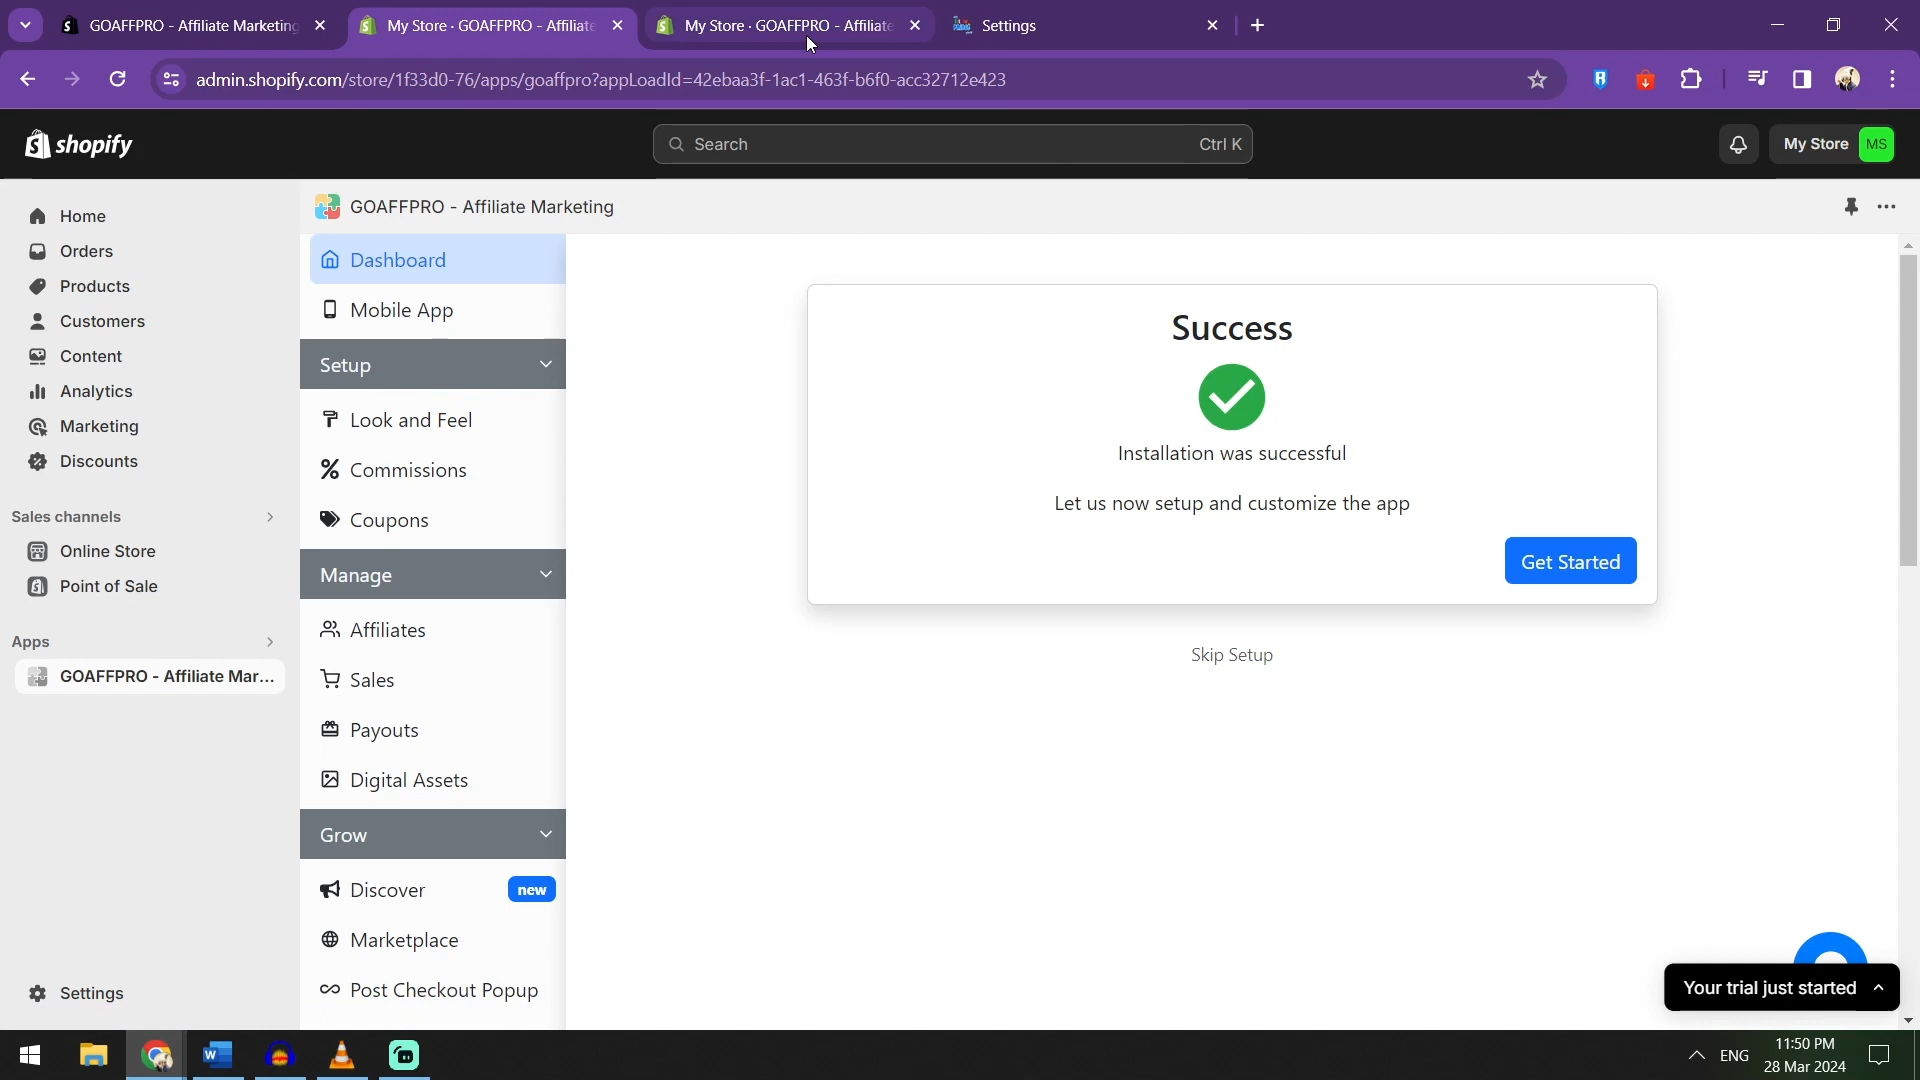 GOAFFPRO - Affiliate Marketing
My Store · GOAFFPRO - Affiliate
My Store · GOAFFPRO - Affiliate
Settings
admin.shopify.com/store/1f33d0-76/apps/goaffpro?appLoadId=42ebaa3f-1ac1-463f-b6f0-acc32712e423
shopify
Search
Ctrl K
My Store
MS
Home
Orders
Products
Customers
Content
Analytics
Marketing
Discounts
Sales channels
Online Store
Point of Sale
Apps
GOAFFPRO - Affiliate Mar...
Settings
GOAFFPRO - Affiliate Marketing
Dashboard
Mobile App
Setup
Look and Feel
Commissions
Coupons
Manage
Affiliates
Sales
Payouts
Digital Assets
Grow
Discover
new
Marketplace
Post Checkout Popup
Success
Installation was successful
Let us now setup and customize the app
Get Started
Skip Setup
Your trial just started
ENG
11:50 PM
28 Mar 2024